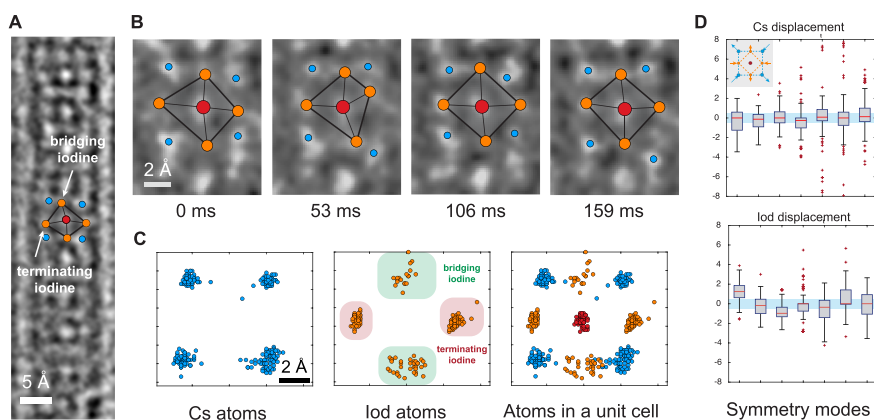 A
bridging
iodine
terminating
iodine
5 Å
B
2 Å
0 ms
53 ms
106 ms
159 ms
C
bridging
iodine
terminating
iodine
2 Å
Cs atoms
Iod atoms
Atoms in a unit cell
D
Cs displacement
8
6
4
2
0
-2
-4
-6
-8
Iod displacement
8
6
4
2
0
-2
-4
-6
-8
Symmetry modes